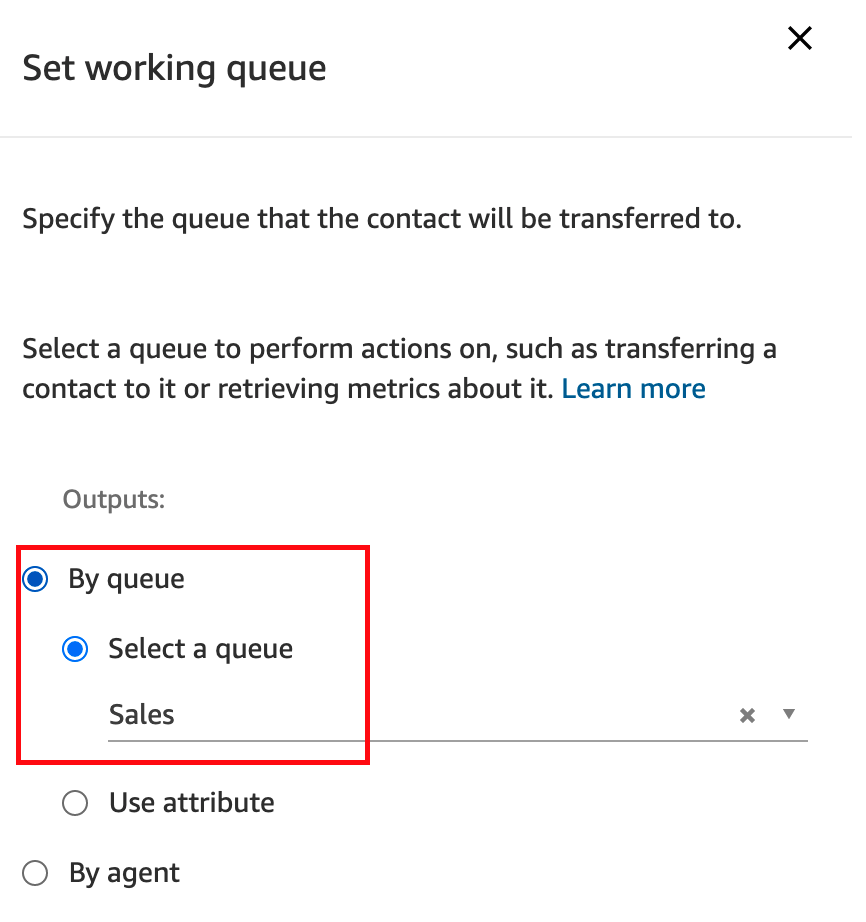 Set working queue
Specify the queue that the contact will be transferred to.
Select a queue to perform actions on, such as transferring a
contact to it or retrieving metrics about it. Learn more
Outputs:
By queue
Select a queue
Sales
Use attribute
By agent